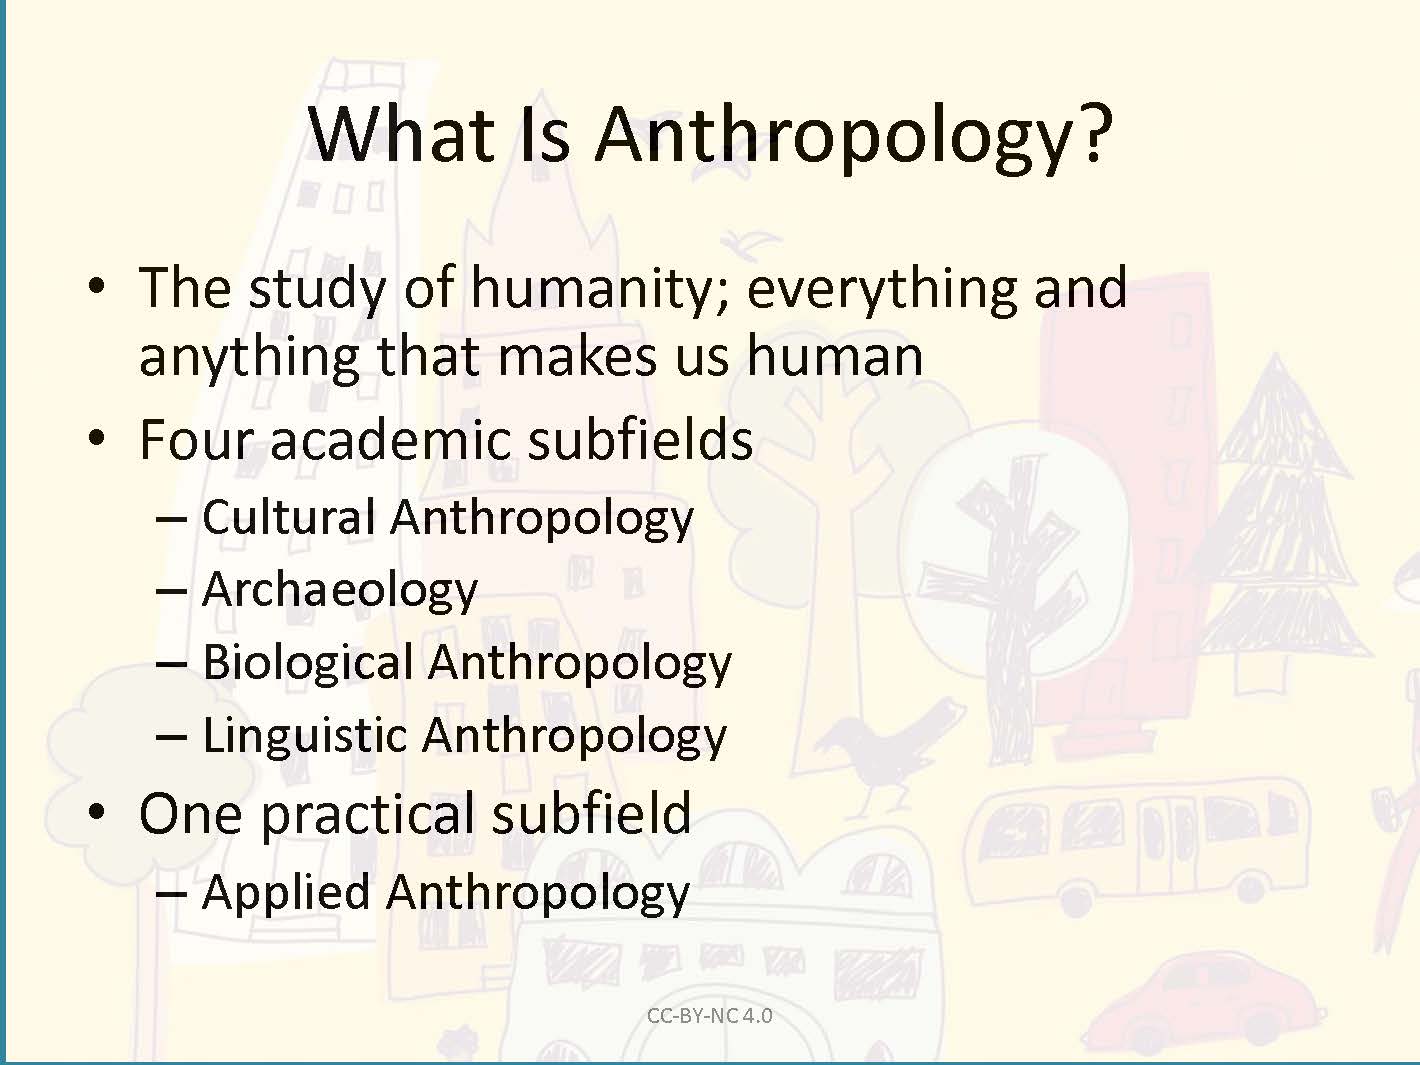 What Is Anthropology?
• The study of humanity; everything and
anything that makes us human
• Four academic subfields
– Cultural Anthropology
– Archaeology
– Biological Anthropology
– Linguistic Anthropology
• One practical subfield
– Applied Anthropology
CC-BY-NC 4.0